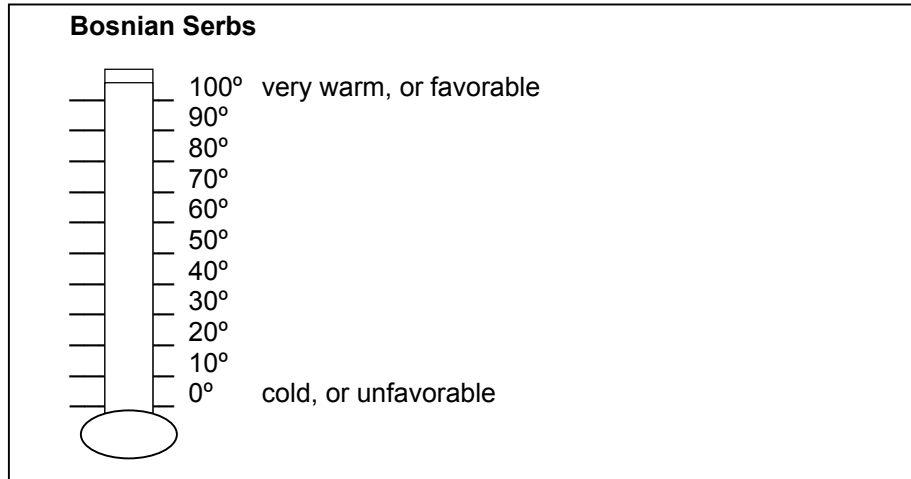 Bosnian Serbs
100º very warm, or favorable
90º
80º
70º
60º
50º
40º
30º
20º
10º
0º cold, or unfavorable